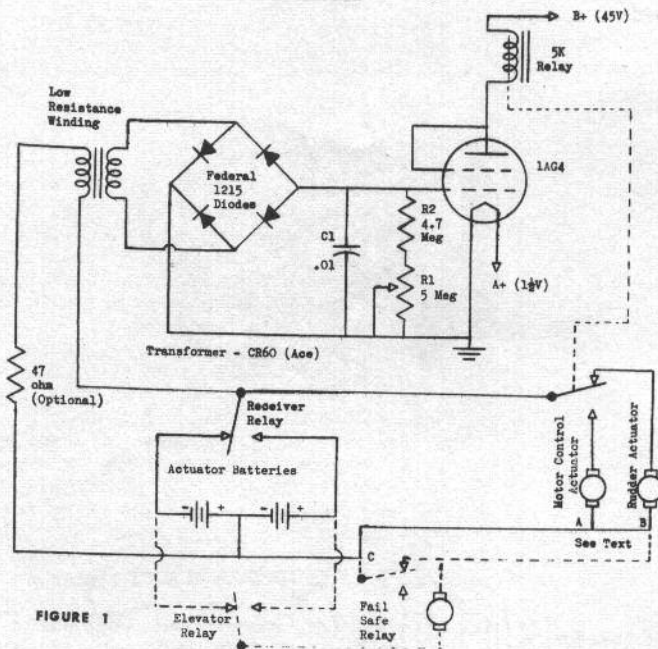 B+ (45V)
5K
Relay
Low
Resistance
Winding
Federal
1215
Diodes
1AG4
C1
.01
R2
4.7
Meg
R1
5 Meg
A+ (1½V)
Transformer - CR60 (Ace)
47
ohm
(Optional)
Receiver
Relay
Actuator Batteries
- + - +
Motor Control
Actuator
Rudder Actuator
A
B
See Text
C
FIGURE 1
Elevator
Relay
Fail
Safe
Relay